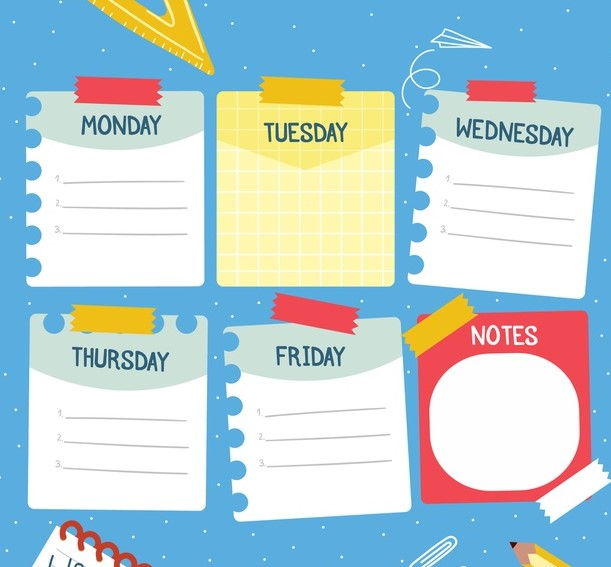 MONDAY
1.
2.
3.
TUESDAY
WEDNESDAY
1.
2.
3.
THURSDAY
1.
2.
3.
FRIDAY
1.
2.
3.
NOTES